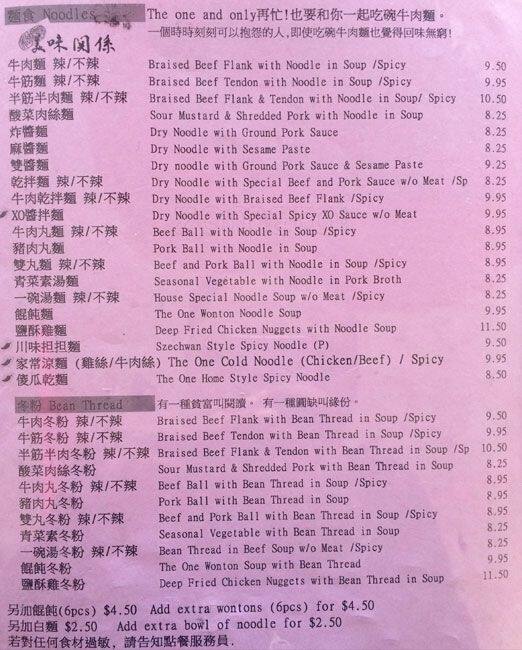 麵食 Noodles The one and only再忙!也要和你一起吃碗牛肉麵。
一個時時刻刻可以抱怨的人,即使吃碗牛肉麵也覺得回味無窮!
美味関係
牛肉麵 辣/不辣 Braised Beef Flank with Noodle in Soup /Spicy 9.50
牛筋麵 辣/不辣 Braised Beef Tendon with Noodle in Soup /Spicy 9.95
半筋半肉麵 辣/不辣 Braised Beef Flank & Tendon with Noodle in Soup/ Spicy 10.50
酸菜肉絲麵 Sour Mustard & Shredded Pork with Noodle in Soup 8.25
炸醬麵 Dry Noodle with Ground Pork Sauce 8.25
麻醬麵 Dry Noodle with Sesame Paste 8.25
雙醬麵 Dry noodle with Ground Pork Sauce & Sesame Paste 9.25
乾拌麵 辣/不辣 Dry Noodle with Special Beef and Pork Sauce w/o Meat /Sp 8.25
牛肉乾拌麵 辣/不辣 Dry Noodle with Braised Beef Flank /Spicy 9.95
XO醬拌麵 Dry Noodle with Special Spicy XO Sauce w/o Meat 9.95
牛肉丸麵 辣/不辣 Beef Ball with Noodle in Soup /Spicy 8.95
豬肉丸麵 Pork Ball with Noodle in Soup 8.95
雙丸麵 辣/不辣 Beef and Pork Ball with Noodle in Soup /Spicy 8.95
青菜素湯麵 Seasonal Vegetable with Noodle in Pork Broth 8.25
一碗湯麵 辣/不辣 House Special Noodle Soup w/o Meat /Spicy 8.25
餛飩麵 The One Wonton Noodle Soup 8.95
鹽酥雞麵 Deep Fried Chicken Nuggets with Noodle Soup 11.50
川味担担麵 Szechwan Style Spicy Noodle (P) 9.50
家常涼麵 (雞絲/牛肉絲) The One Cold Noodle (Chicken/Beef) / Spicy 9.95
傻瓜乾麵 The One Home Style Spicy Noodle 8.50
冬粉 Bean Thread 有一種貧富叫閱讀。 有一種圓缺叫緣份。
牛肉冬粉 辣/不辣 Braised Beef Flank with Bean Thread in Soup /Spicy 9.50
牛筋冬粉 辣/不辣 Braised Beef Tendon with Bean Thread in Soup /Spicy 9.95
半筋半肉冬粉 辣/不辣 Braised Beef Flank & Tendon with Bean Thread in Soup /Sp 10.50
酸菜肉絲冬粉 Sour Mustard & Shredded Pork with Bean Thread in Soup 8.25
牛肉丸冬粉 辣/不辣 Beef Ball with Bean Thread in Soup /Spicy 8.95
豬肉丸冬粉 Pork Ball with Bean Thread in Soup 8.95
雙丸冬粉 辣/不辣 Beef and Pork Ball with Bean Thread in Soup /Spicy 8.95
青菜素冬粉 Seasonal Vegetable with Bean Thread in Soup 8.25
一碗湯冬粉 辣/不辣 Bean Thread in Beef Soup w/o Meat /Spicy 8.25
餛飩冬粉 The One Wonton Soup with Bean Thread 9.95
鹽酥雞冬粉 Deep Fried Chicken Nuggets with Bean Thread in Soup 11.50
另加餛飩(6pcs) $4.50 Add extra wontons (6pcs) for $4.50
另加白麵 $2.50 Add extra bowl of noodle for $2.50
若對任何食材過敏, 請告知點餐服務員.